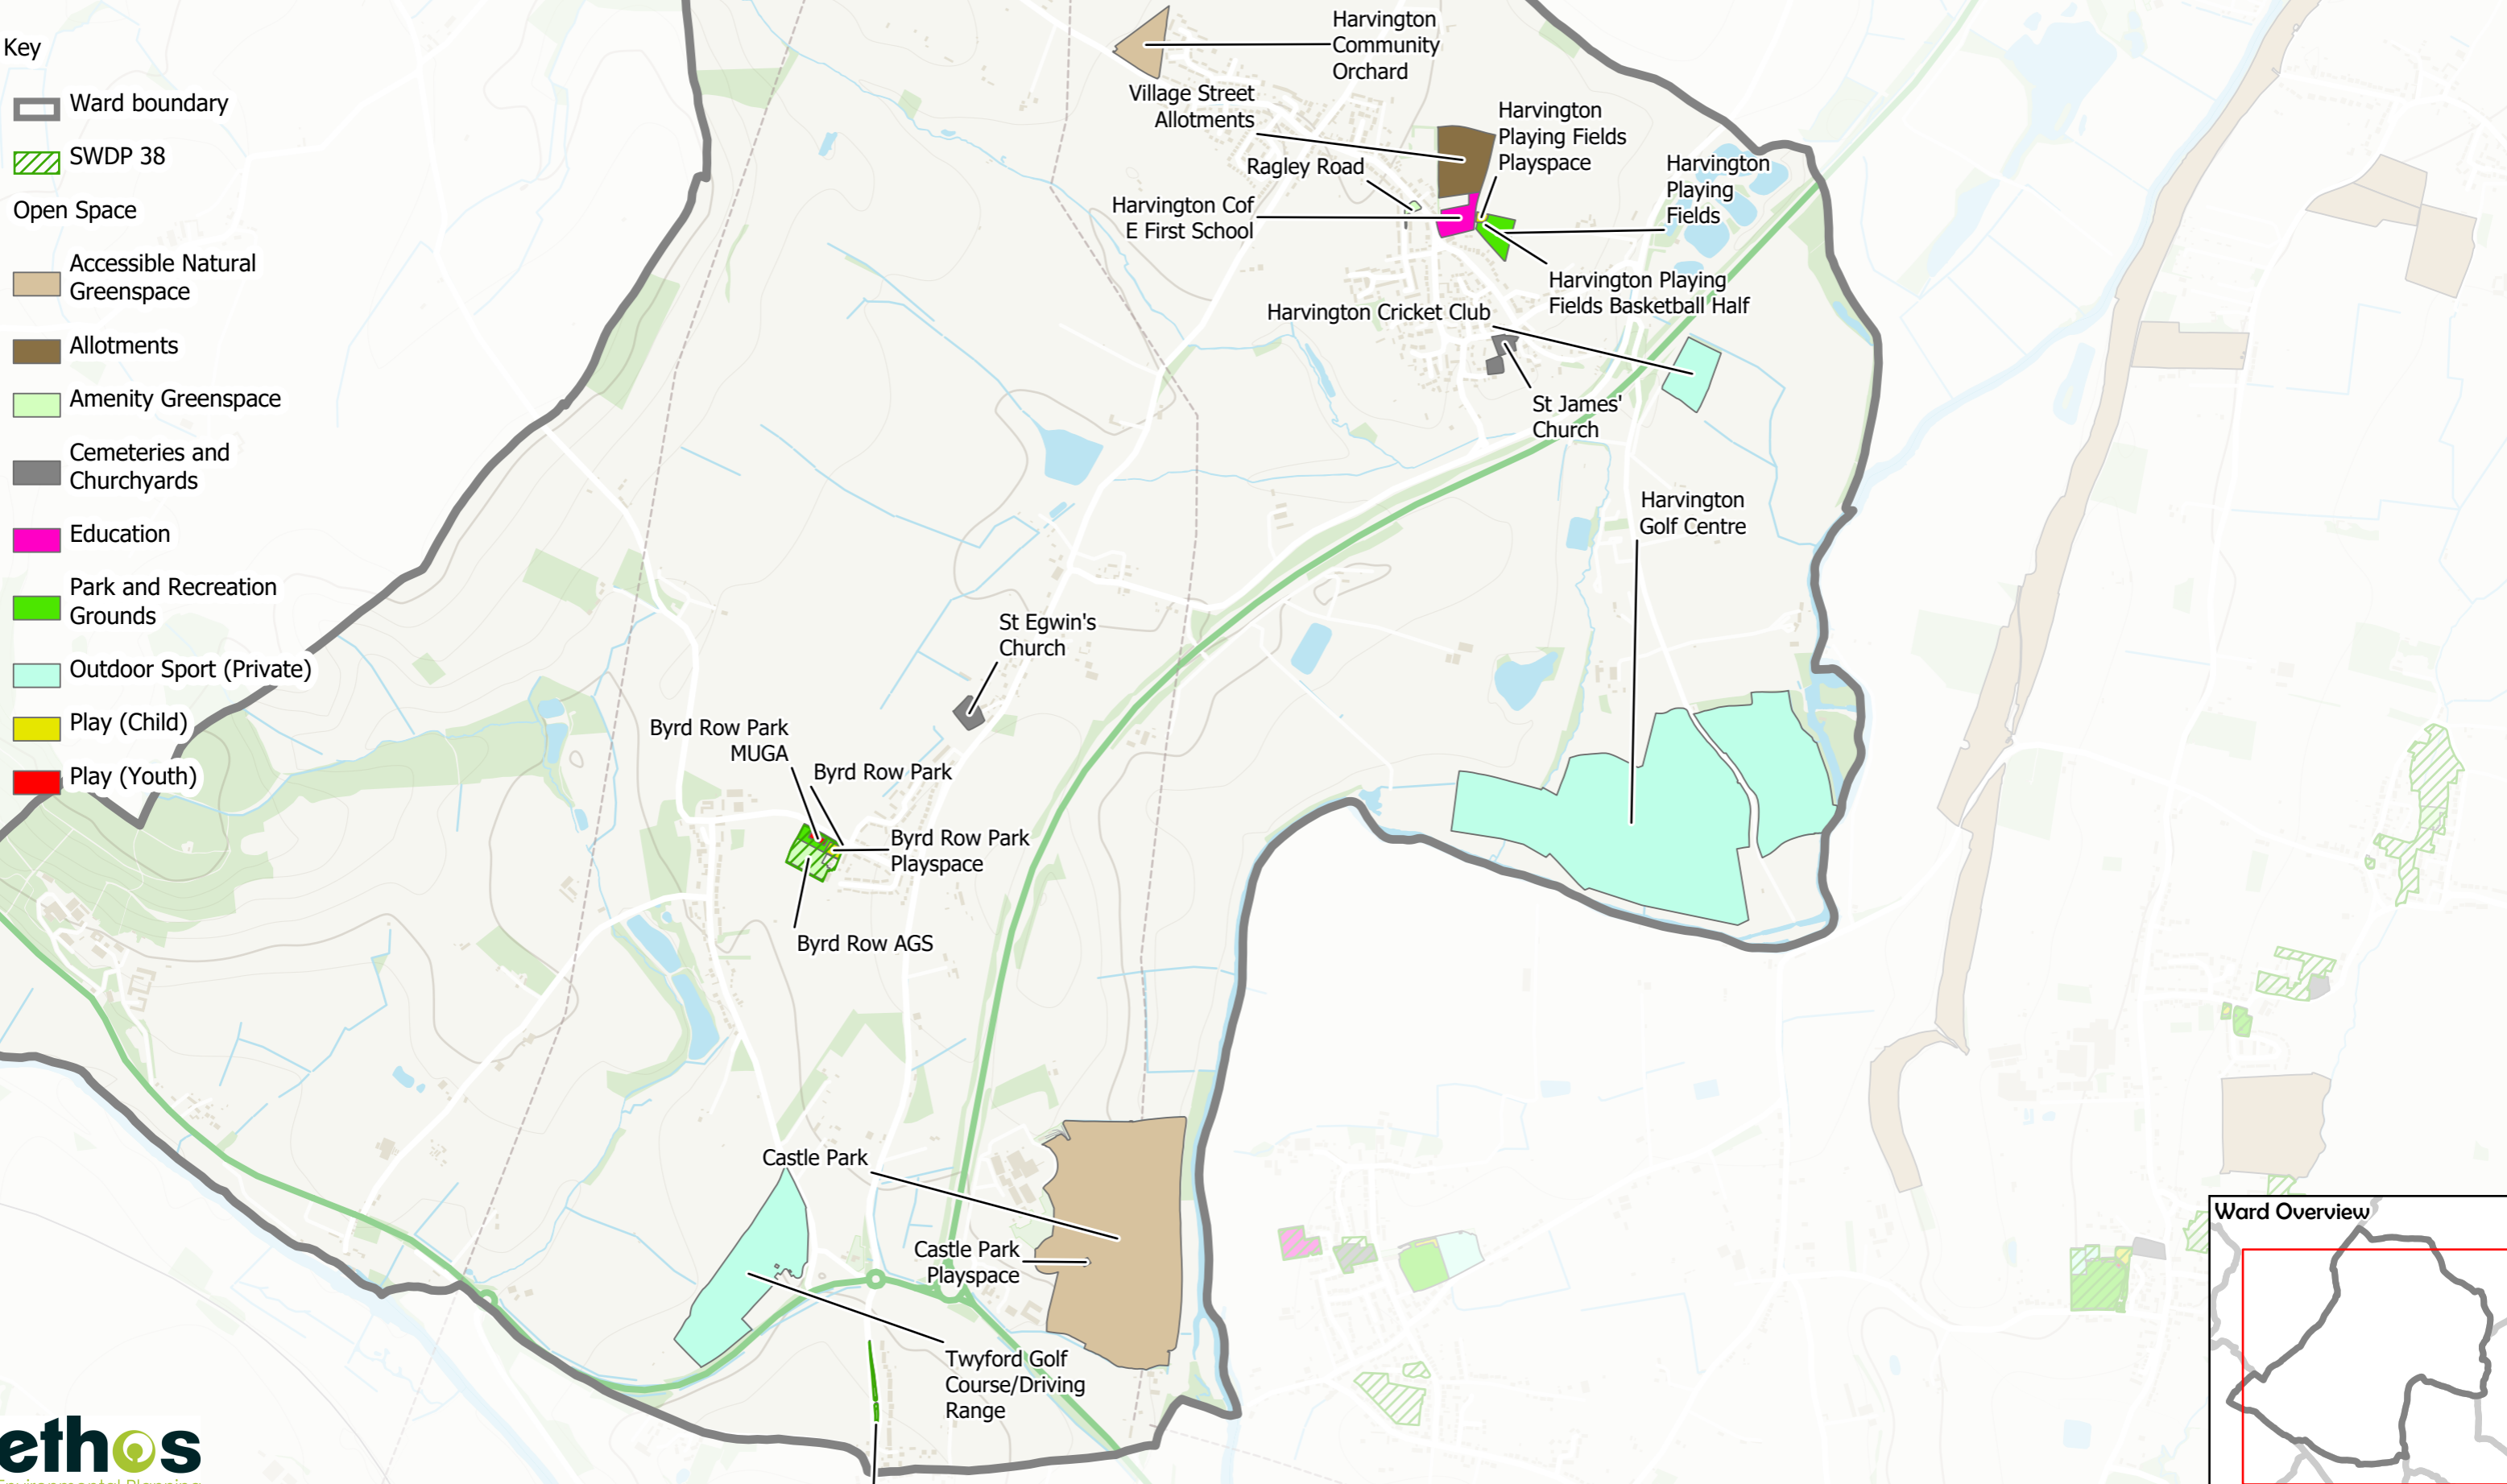 Key
Ward boundary
SWDP 38
Open Space
Accessible Natural
Greenspace
Allotments
Amenity Greenspace
Cemeteries and
Churchyards
Education
Park and Recreation
Grounds
Outdoor Sport (Private)
Play (Child)
Play (Youth)
Harvington
Community
Orchard
Village Street
Allotments
Harvington
Playing Fields
Playspace
Ragley Road
Harvington
Playing
Fields
Harvington Cof
E First School
Harvington Playing
Fields Basketball Half
Harvington Cricket Club
St James'
Church
Harvington
Golf Centre
St Egwin's
Church
Byrd Row Park
MUGA
Byrd Row Park
Byrd Row Park
Playspace
Byrd Row AGS
Castle Park
Castle Park
Playspace
Twyford Golf
Course/Driving
Range
Ward Overview
ethos
Environmental Planning